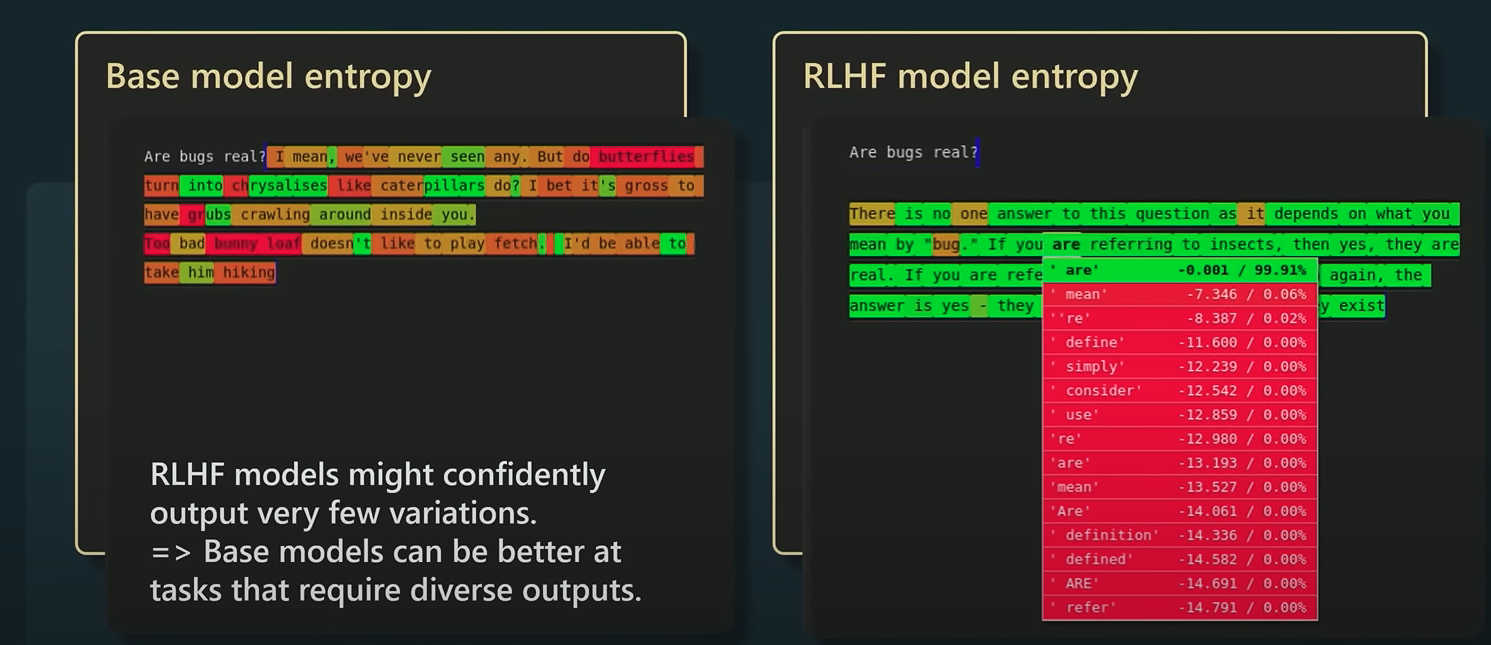 Base model entropy
Are bugs real? I mean, we've never seen any. But do butterflies
turn into chrysalises like caterpillars do? I bet it's gross to
have grubs crawling around inside you.
Too bad bunny loaf doesn't like to play fetch. I'd be able to
take him hiking
RLHF models might confidently
output very few variations.
=> Base models can be better at
tasks that require diverse outputs.
RLHF model entropy
Are bugs real?
There is no one answer to this question as it depends on what you
mean by "bug." If you are referring to insects, then yes, they are
real. If you are refe again, the
answer is yes - they y exist
' are' -0.001 / 99.91%
' mean' -7.346 / 0.06%
''re' -8.387 / 0.02%
' define' -11.600 / 0.00%
' simply' -12.239 / 0.00%
' consider' -12.542 / 0.00%
' use' -12.859 / 0.00%
're' -12.980 / 0.00%
'are' -13.193 / 0.00%
'mean' -13.527 / 0.00%
'Are' -14.061 / 0.00%
' definition' -14.336 / 0.00%
' defined' -14.582 / 0.00%
' ARE' -14.691 / 0.00%
' refer' -14.791 / 0.00%